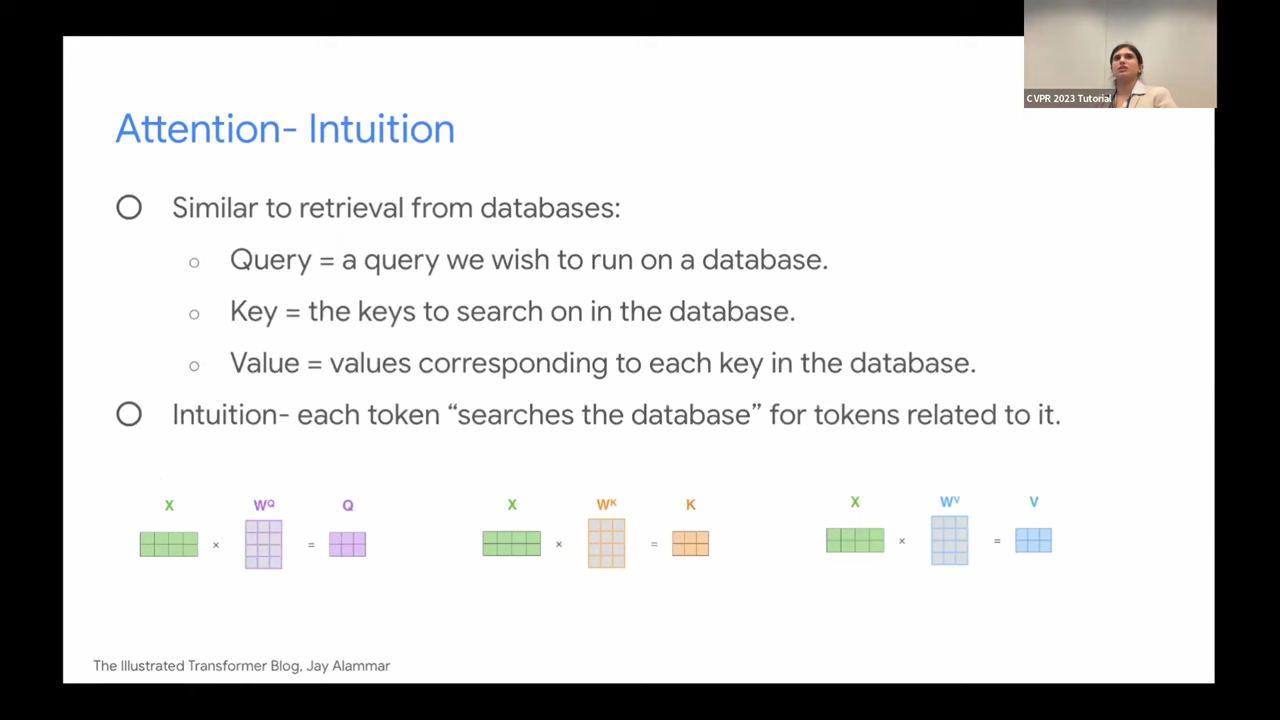 CVPR 2023 Tutorial
Attention- Intuition
Similar to retrieval from databases:
Query = a query we wish to run on a database.
Key = the keys to search on in the database.
Value = values corresponding to each key in the database.
Intuition- each token “searches the database” for tokens related to it.
X W^Q Q X W^K K X W^V V
× = × = × =
The Illustrated Transformer Blog, Jay Alammar